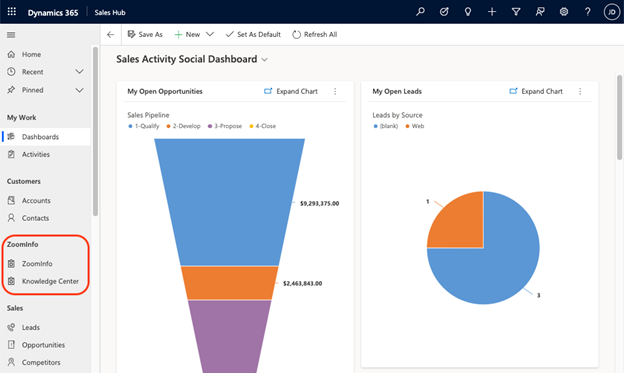 Dynamics 365 Sales Hub JD
Save As New Set As Default Refresh All
Home
Recent
Pinned
My Work
Dashboards
Activities
Customers
Accounts
Contacts
ZoomInfo
ZoomInfo
Knowledge Center
Sales
Leads
Opportunities
Competitors
Sales Activity Social Dashboard
My Open Opportunities Expand Chart
Sales Pipeline
1-Qualify 2-Develop 3-Propose 4-Close
$9,293,375.00
$2,463,843.00
My Open Leads Expand Chart
Leads by Source
(blank) Web
1
3